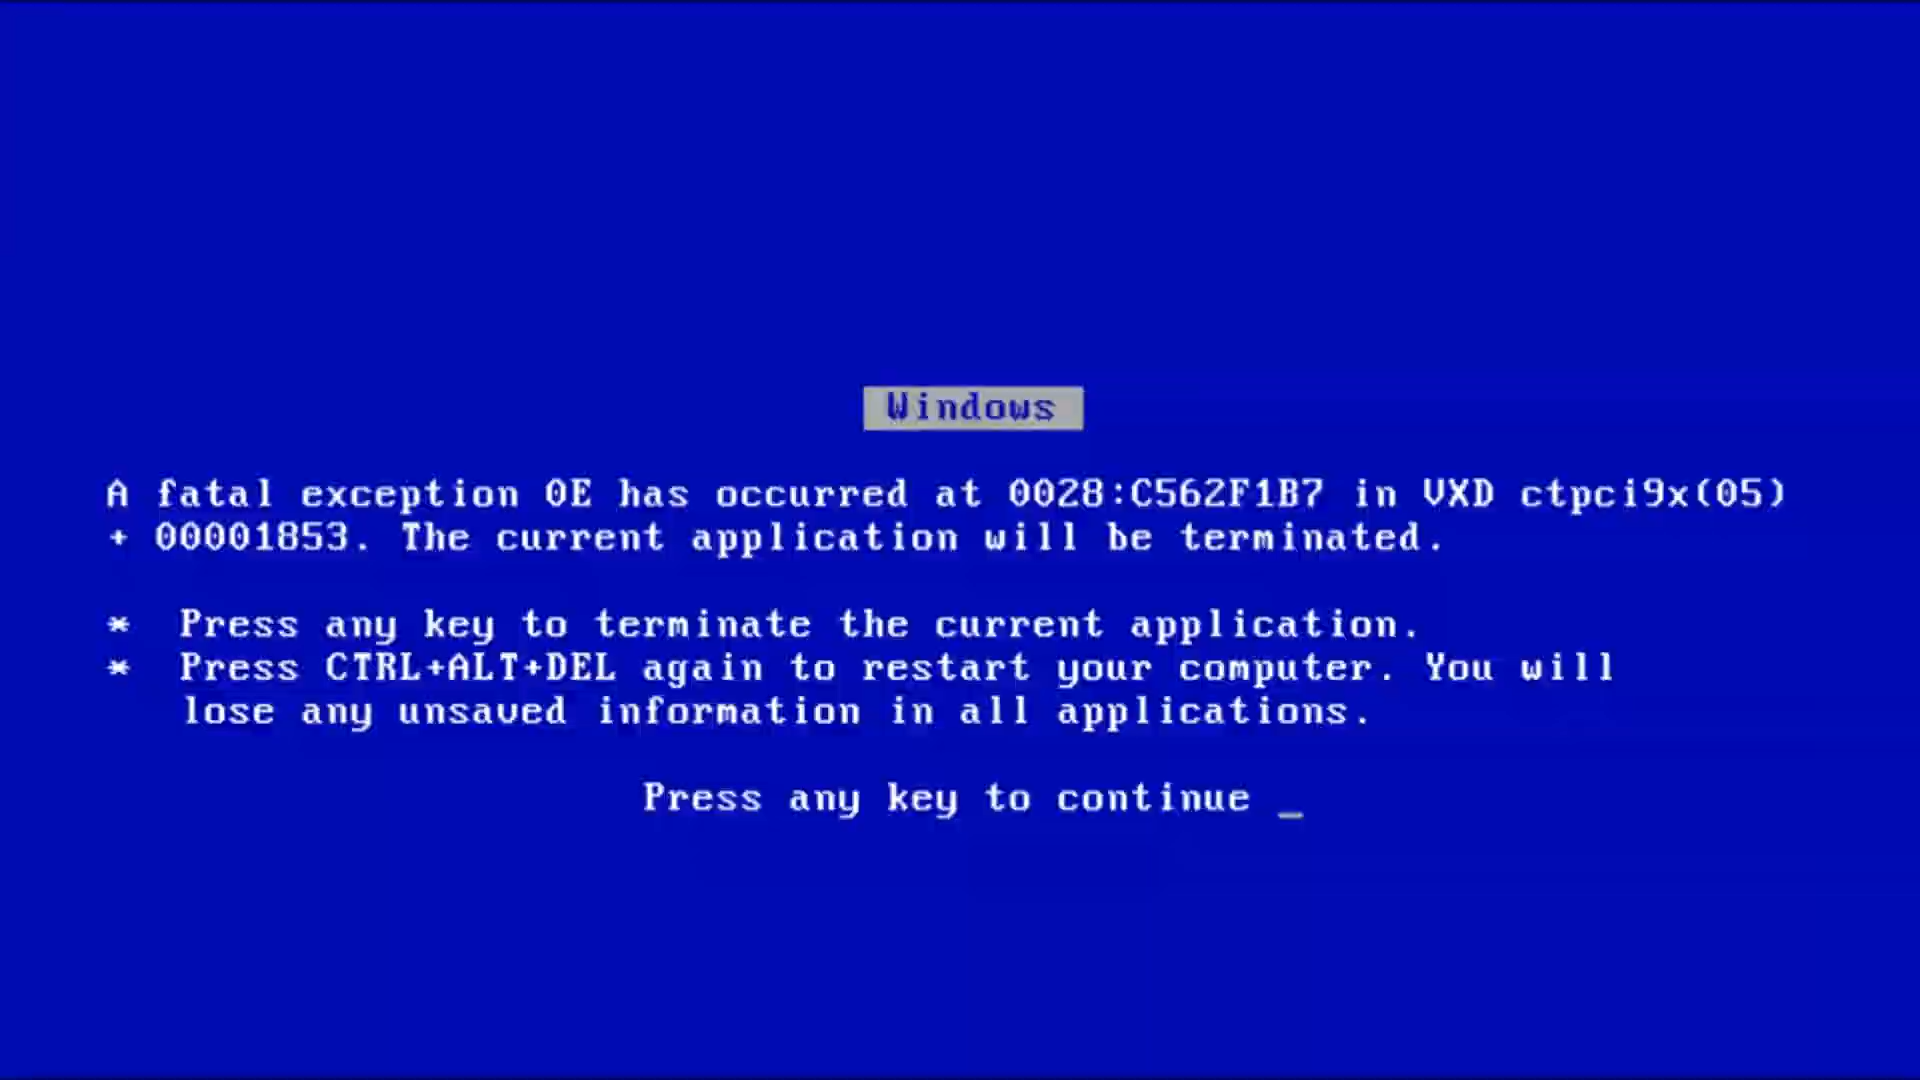 Windows
A fatal exception 0E has occurred at 0028:C562F1B7 in VXD ctpci9x(05)
+ 00001853. The current application will be terminated.
* Press any key to terminate the current application.
* Press CTRL+ALT+DEL again to restart your computer. You will
lose any unsaved information in all applications.
Press any key to continue _